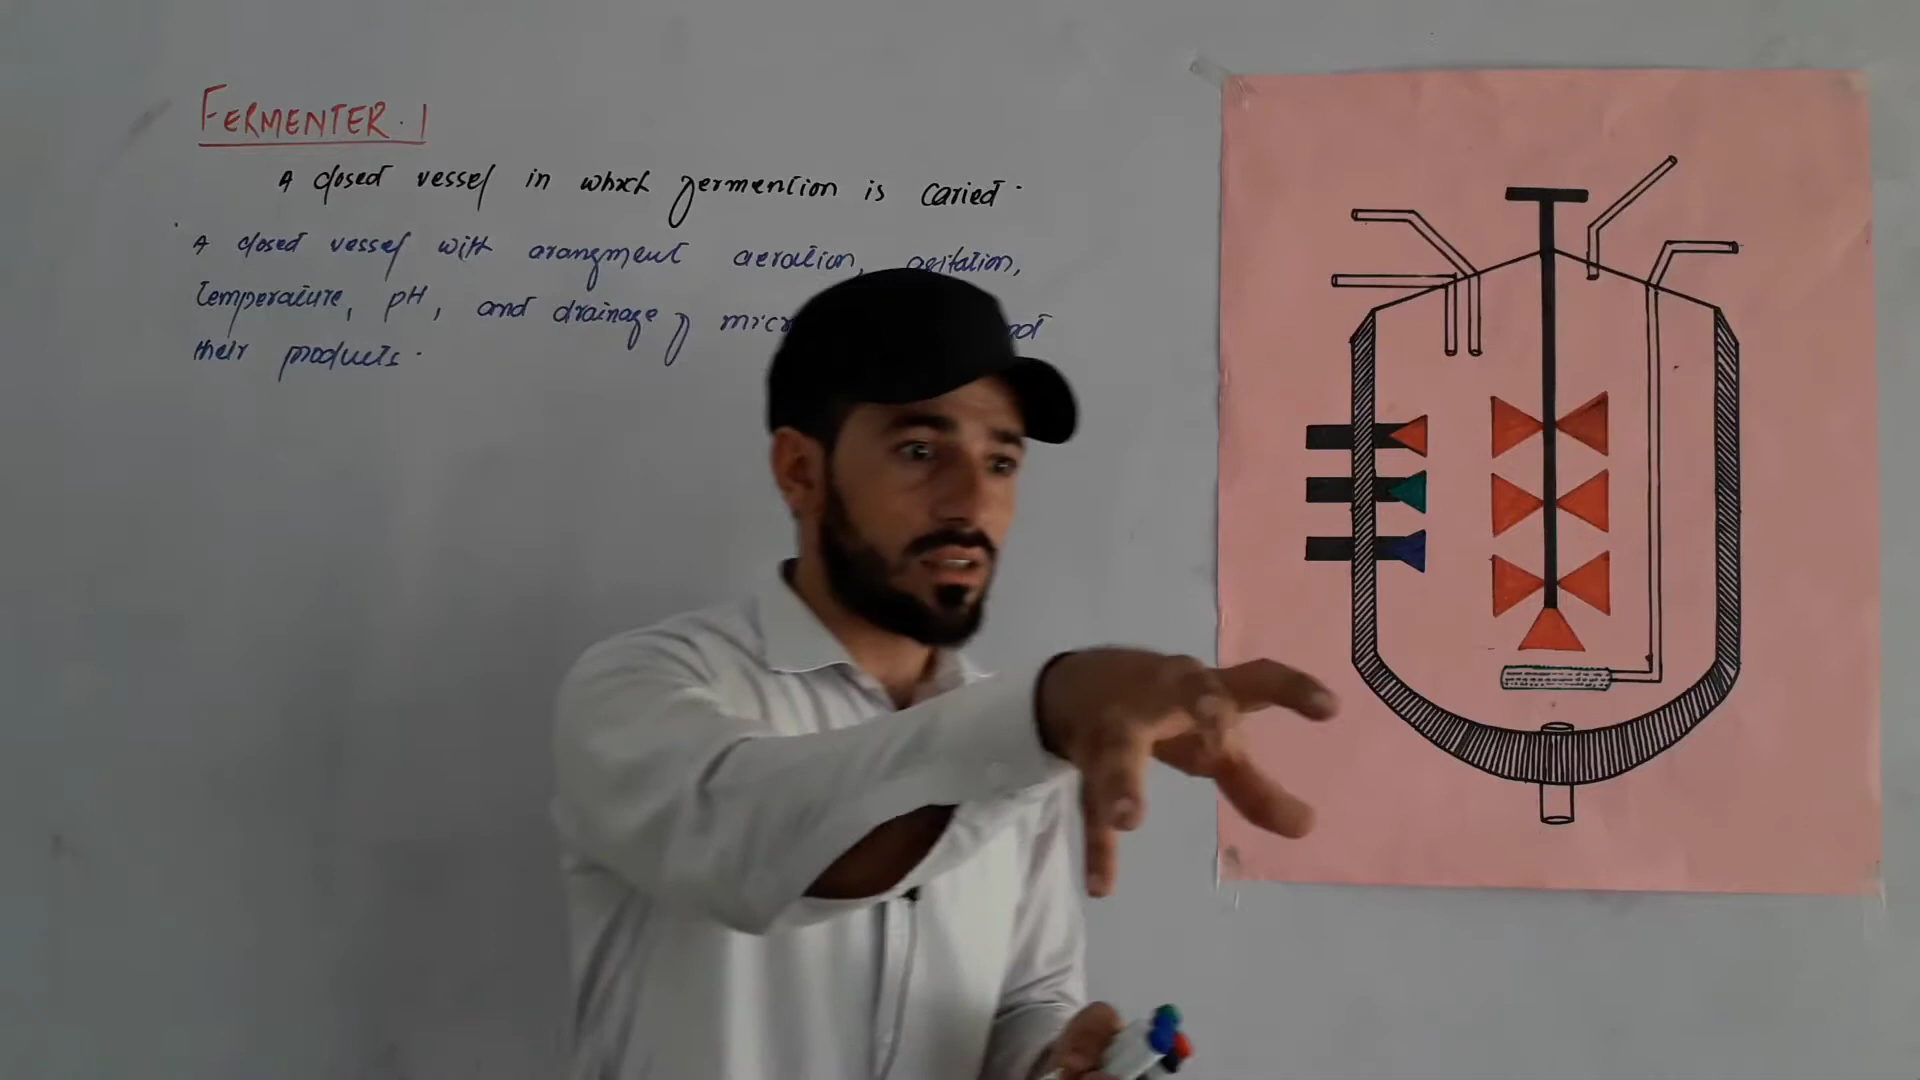 FERMENTER. 1
A closed vessel in which fermention is caried.
A closed vessel with arangment aeration, agitation,
Temperature, pH, and drainage of
their products.